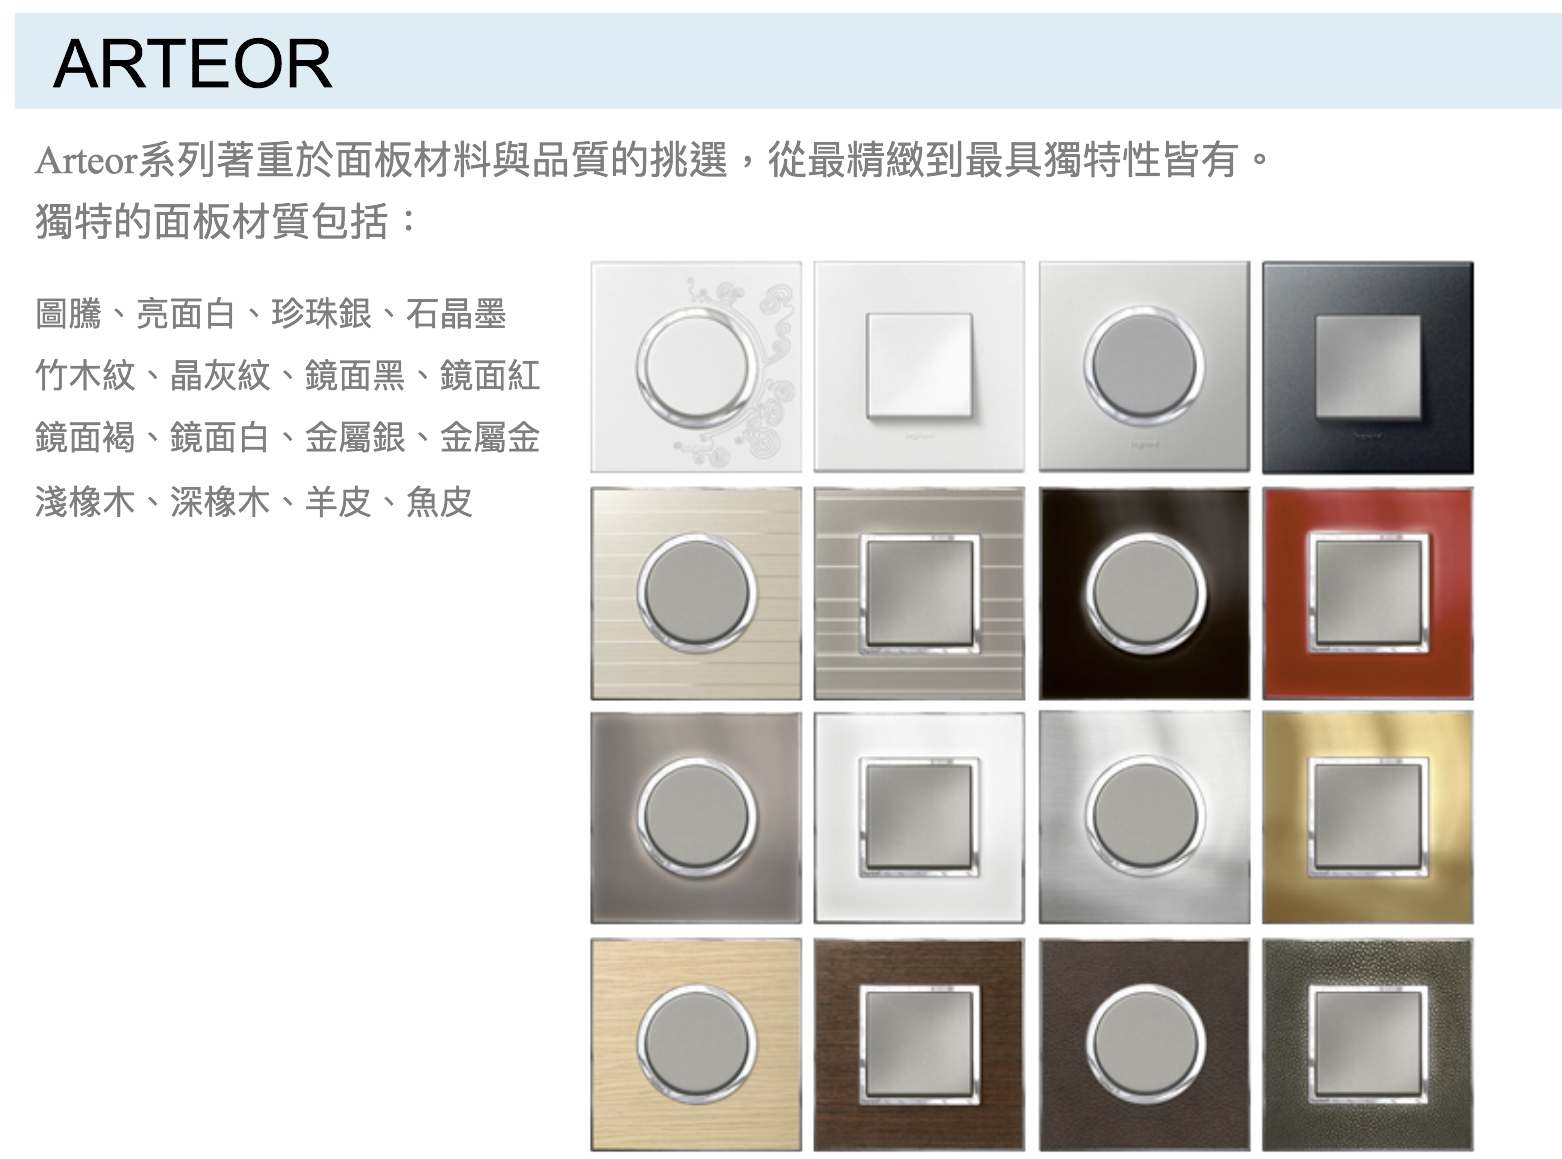 ARTEOR
Arteor系列著重於面板材料與品質的挑選，從最精緻到最具獨特性皆有。
獨特的面板材質包括：
圖騰、亮面白、珍珠銀、石晶墨
竹木紋、晶灰紋、鏡面黑、鏡面紅
鏡面褐、鏡面白、金屬銀、金屬金
淺橡木、深橡木、羊皮、魚皮
legrand
legrand
legrand